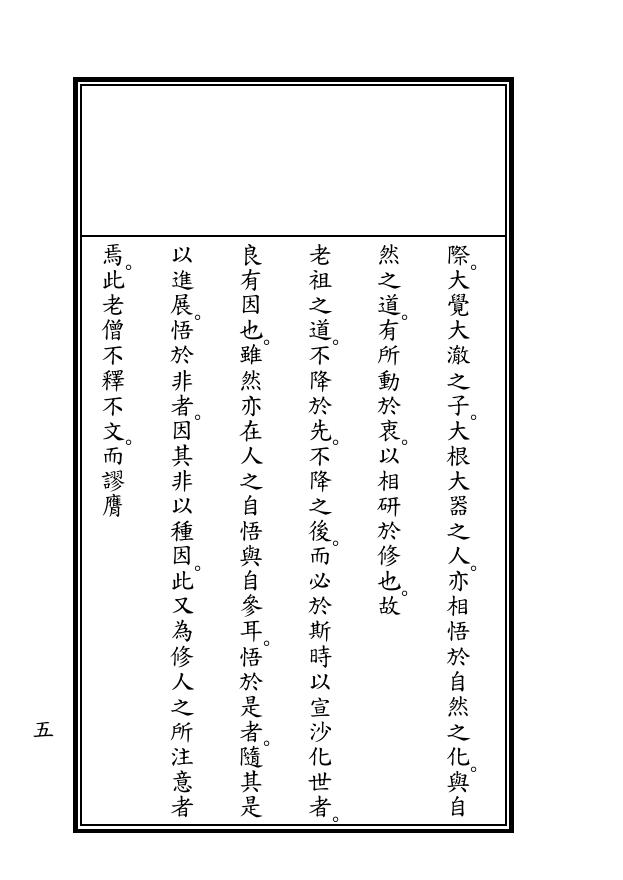 際。大覺大澈之子。大根大器之人。亦相悟於自然之化。與自
然之道。有所動於衷。以相研於修也。故
老祖之道。不降於先。不降之後。而必於斯時以宣沙化世者。
良有因也。雖然亦在人之自悟與自參耳。悟於是者。隨其是
以進展。悟於非者。因其非以種因。此又為修人之所注意者
焉。此老僧不釋不文。而謬膺
五